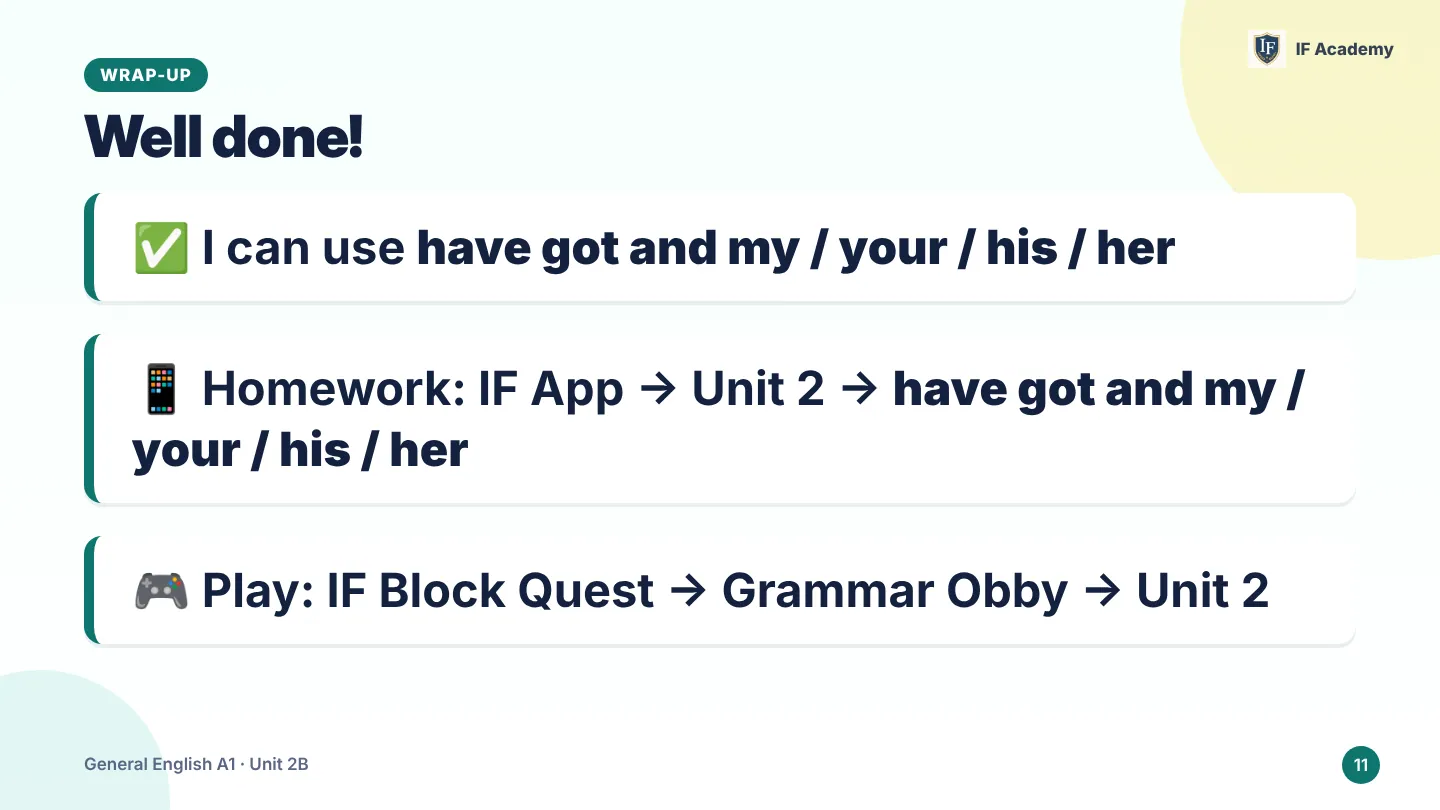 IF IF Academy
WRAP-UP
Well done!
✅ I can use have got and my / your / his / her
📱 Homework: IF App → Unit 2 → have got and my /
your / his / her
🎮 Play: IF Block Quest → Grammar Obby → Unit 2
General English A1 · Unit 2B
11